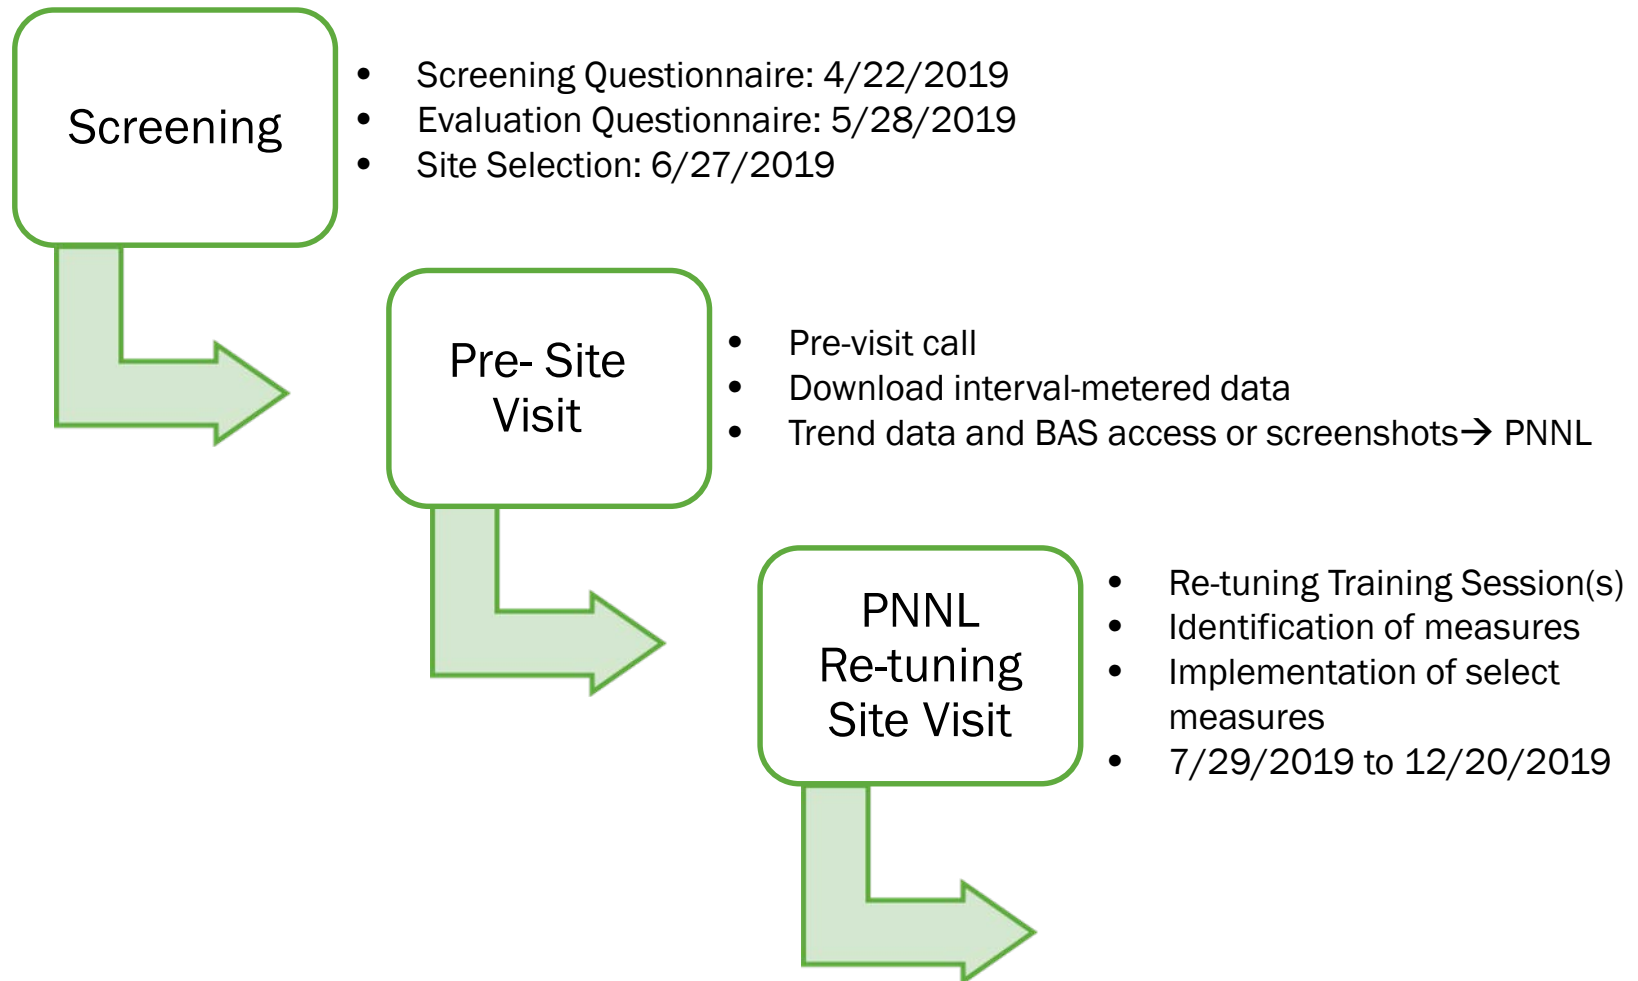 Screening
• Screening Questionnaire: 4/22/2019
• Evaluation Questionnaire: 5/28/2019
• Site Selection: 6/27/2019
Pre- Site
Visit
• Pre-visit call
• Download interval-metered data
• Trend data and BAS access or screenshots→ PNNL
PNNL
Re-tuning
Site Visit
• Re-tuning Training Session(s)
• Identification of measures
• Implementation of select
measures
• 7/29/2019 to 12/20/2019